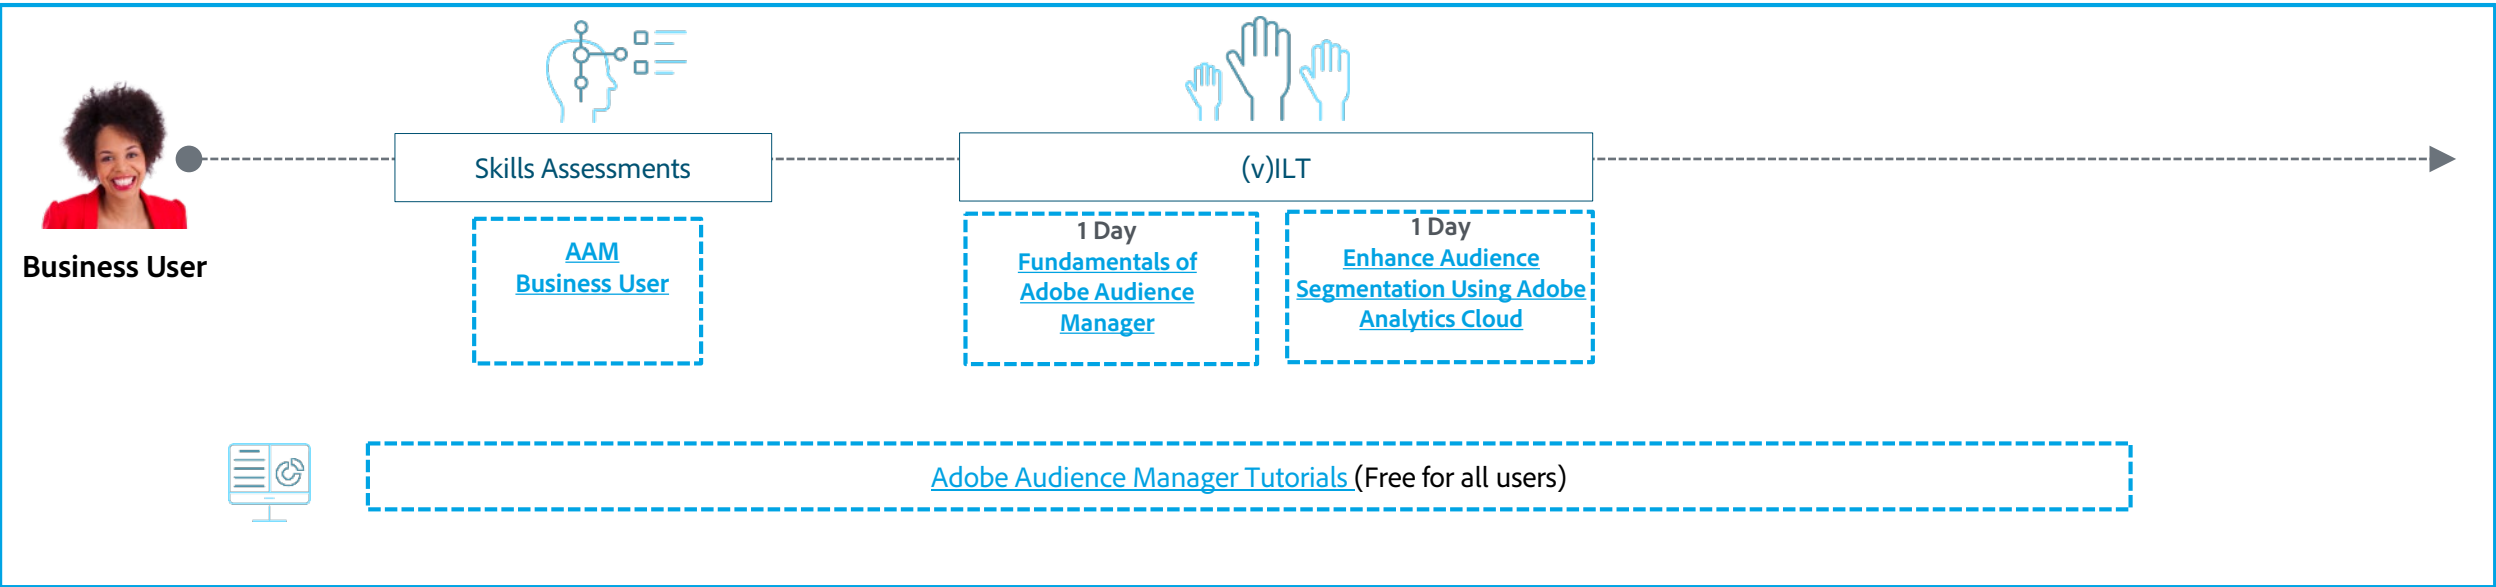 Skills Assessments
(v)ILT
Business User
AAM
Business User
1 Day
Fundamentals of
Adobe Audience
Manager
1 Day
Enhance Audience
Segmentation Using Adobe
Analytics Cloud
Adobe Audience Manager Tutorials (Free for all users)